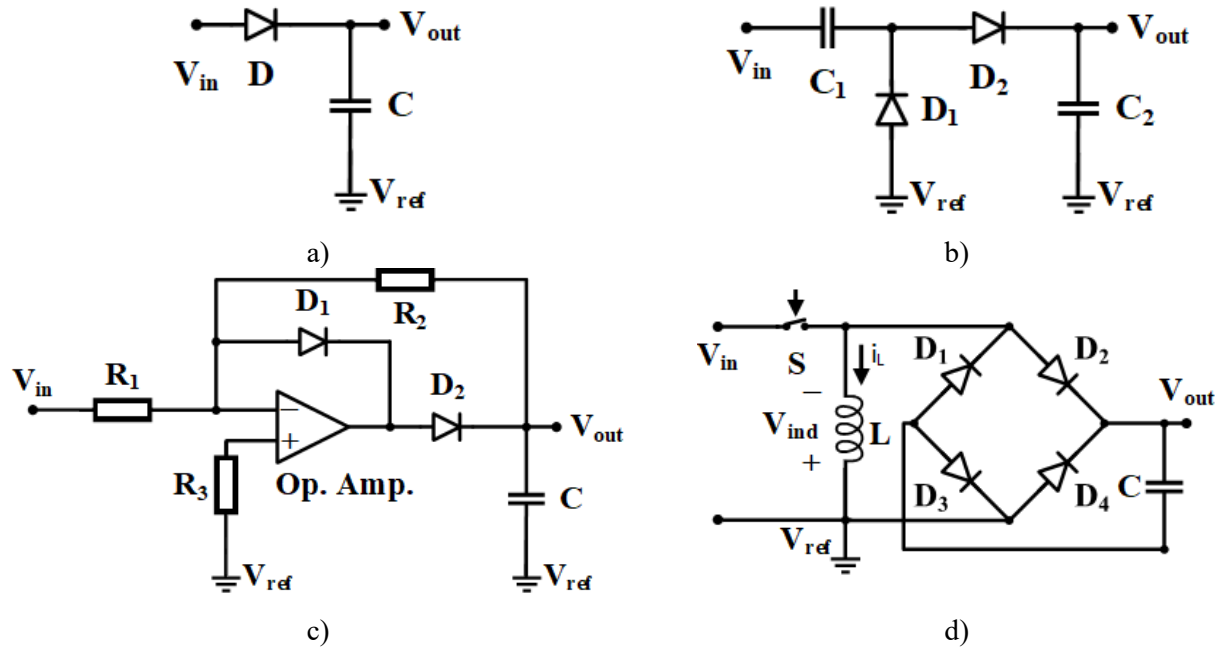 V_in D V_out
C
V_ref
a)
V_in C_1 D_2 V_out
D_1 C_2
V_ref V_ref
b)
D_1 R_2
V_in R_1 D_2
− V_out
+
R_3 Op. Amp. C
V_ref V_ref
c)
V_in S i_L D_1 D_2 V_out
−
V_ind L
+
D_3 D_4 C
V_ref
d)